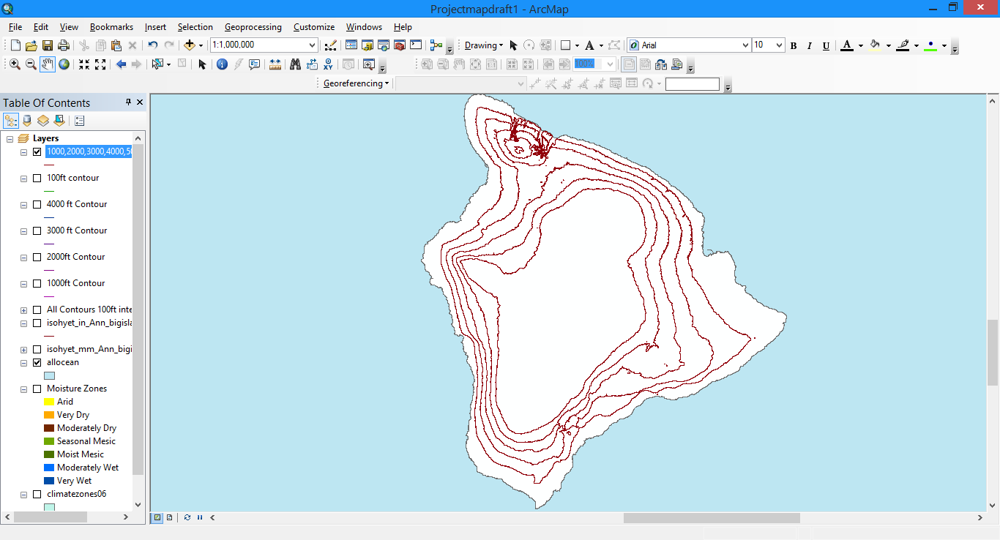 Projectmapdraft1 - ArcMap
File Edit View Bookmarks Insert Selection Geoprocessing Customize Windows Help
1:1,000,000 Drawing Arial 10 B I U A
100%
Georeferencing
Table Of Contents
Layers
1000,2000,3000,4000,50
100ft contour
4000 ft Contour
3000 ft Contour
2000ft Contour
1000ft Contour
All Contours 100ft inte
isohyet_in_Ann_bigisla
isohyet_mm_Ann_bigi
allocean
Moisture Zones
Arid
Very Dry
Moderately Dry
Seasonal Mesic
Moist Mesic
Moderately Wet
Very Wet
climatezones06